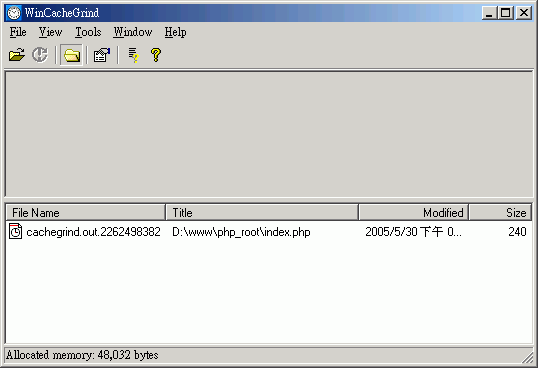 WinCacheGrind
File View Tools Window Help
File Name Title Modified Size
cachegrind.out.2262498382 D:\www\php_root\index.php 2005/5/30 下午 0... 240
Allocated memory: 48,032 bytes